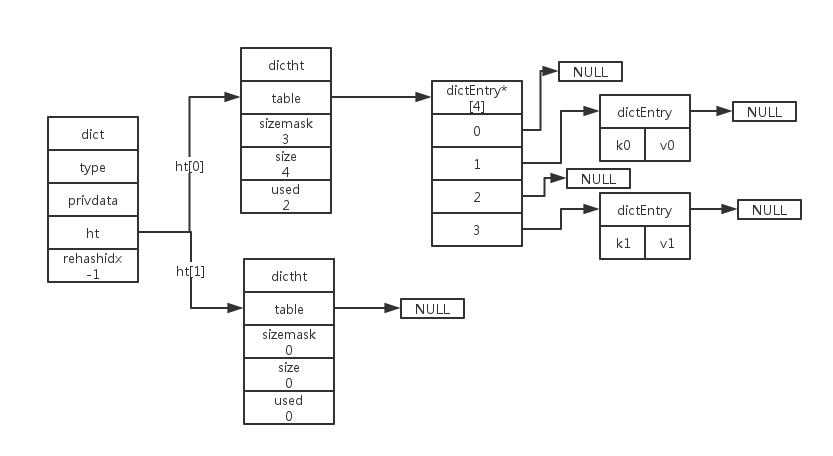 dict
type
privdata
ht
rehashidx
-1
ht[0]
ht[1]
dictht
table
sizemask
3
size
4
used
2
dictht
table
sizemask
0
size
0
used
0
NULL
dictEntry*
[4]
0
1
2
3
NULL
dictEntry
k0 v0
NULL
NULL
dictEntry
k1 v1
NULL